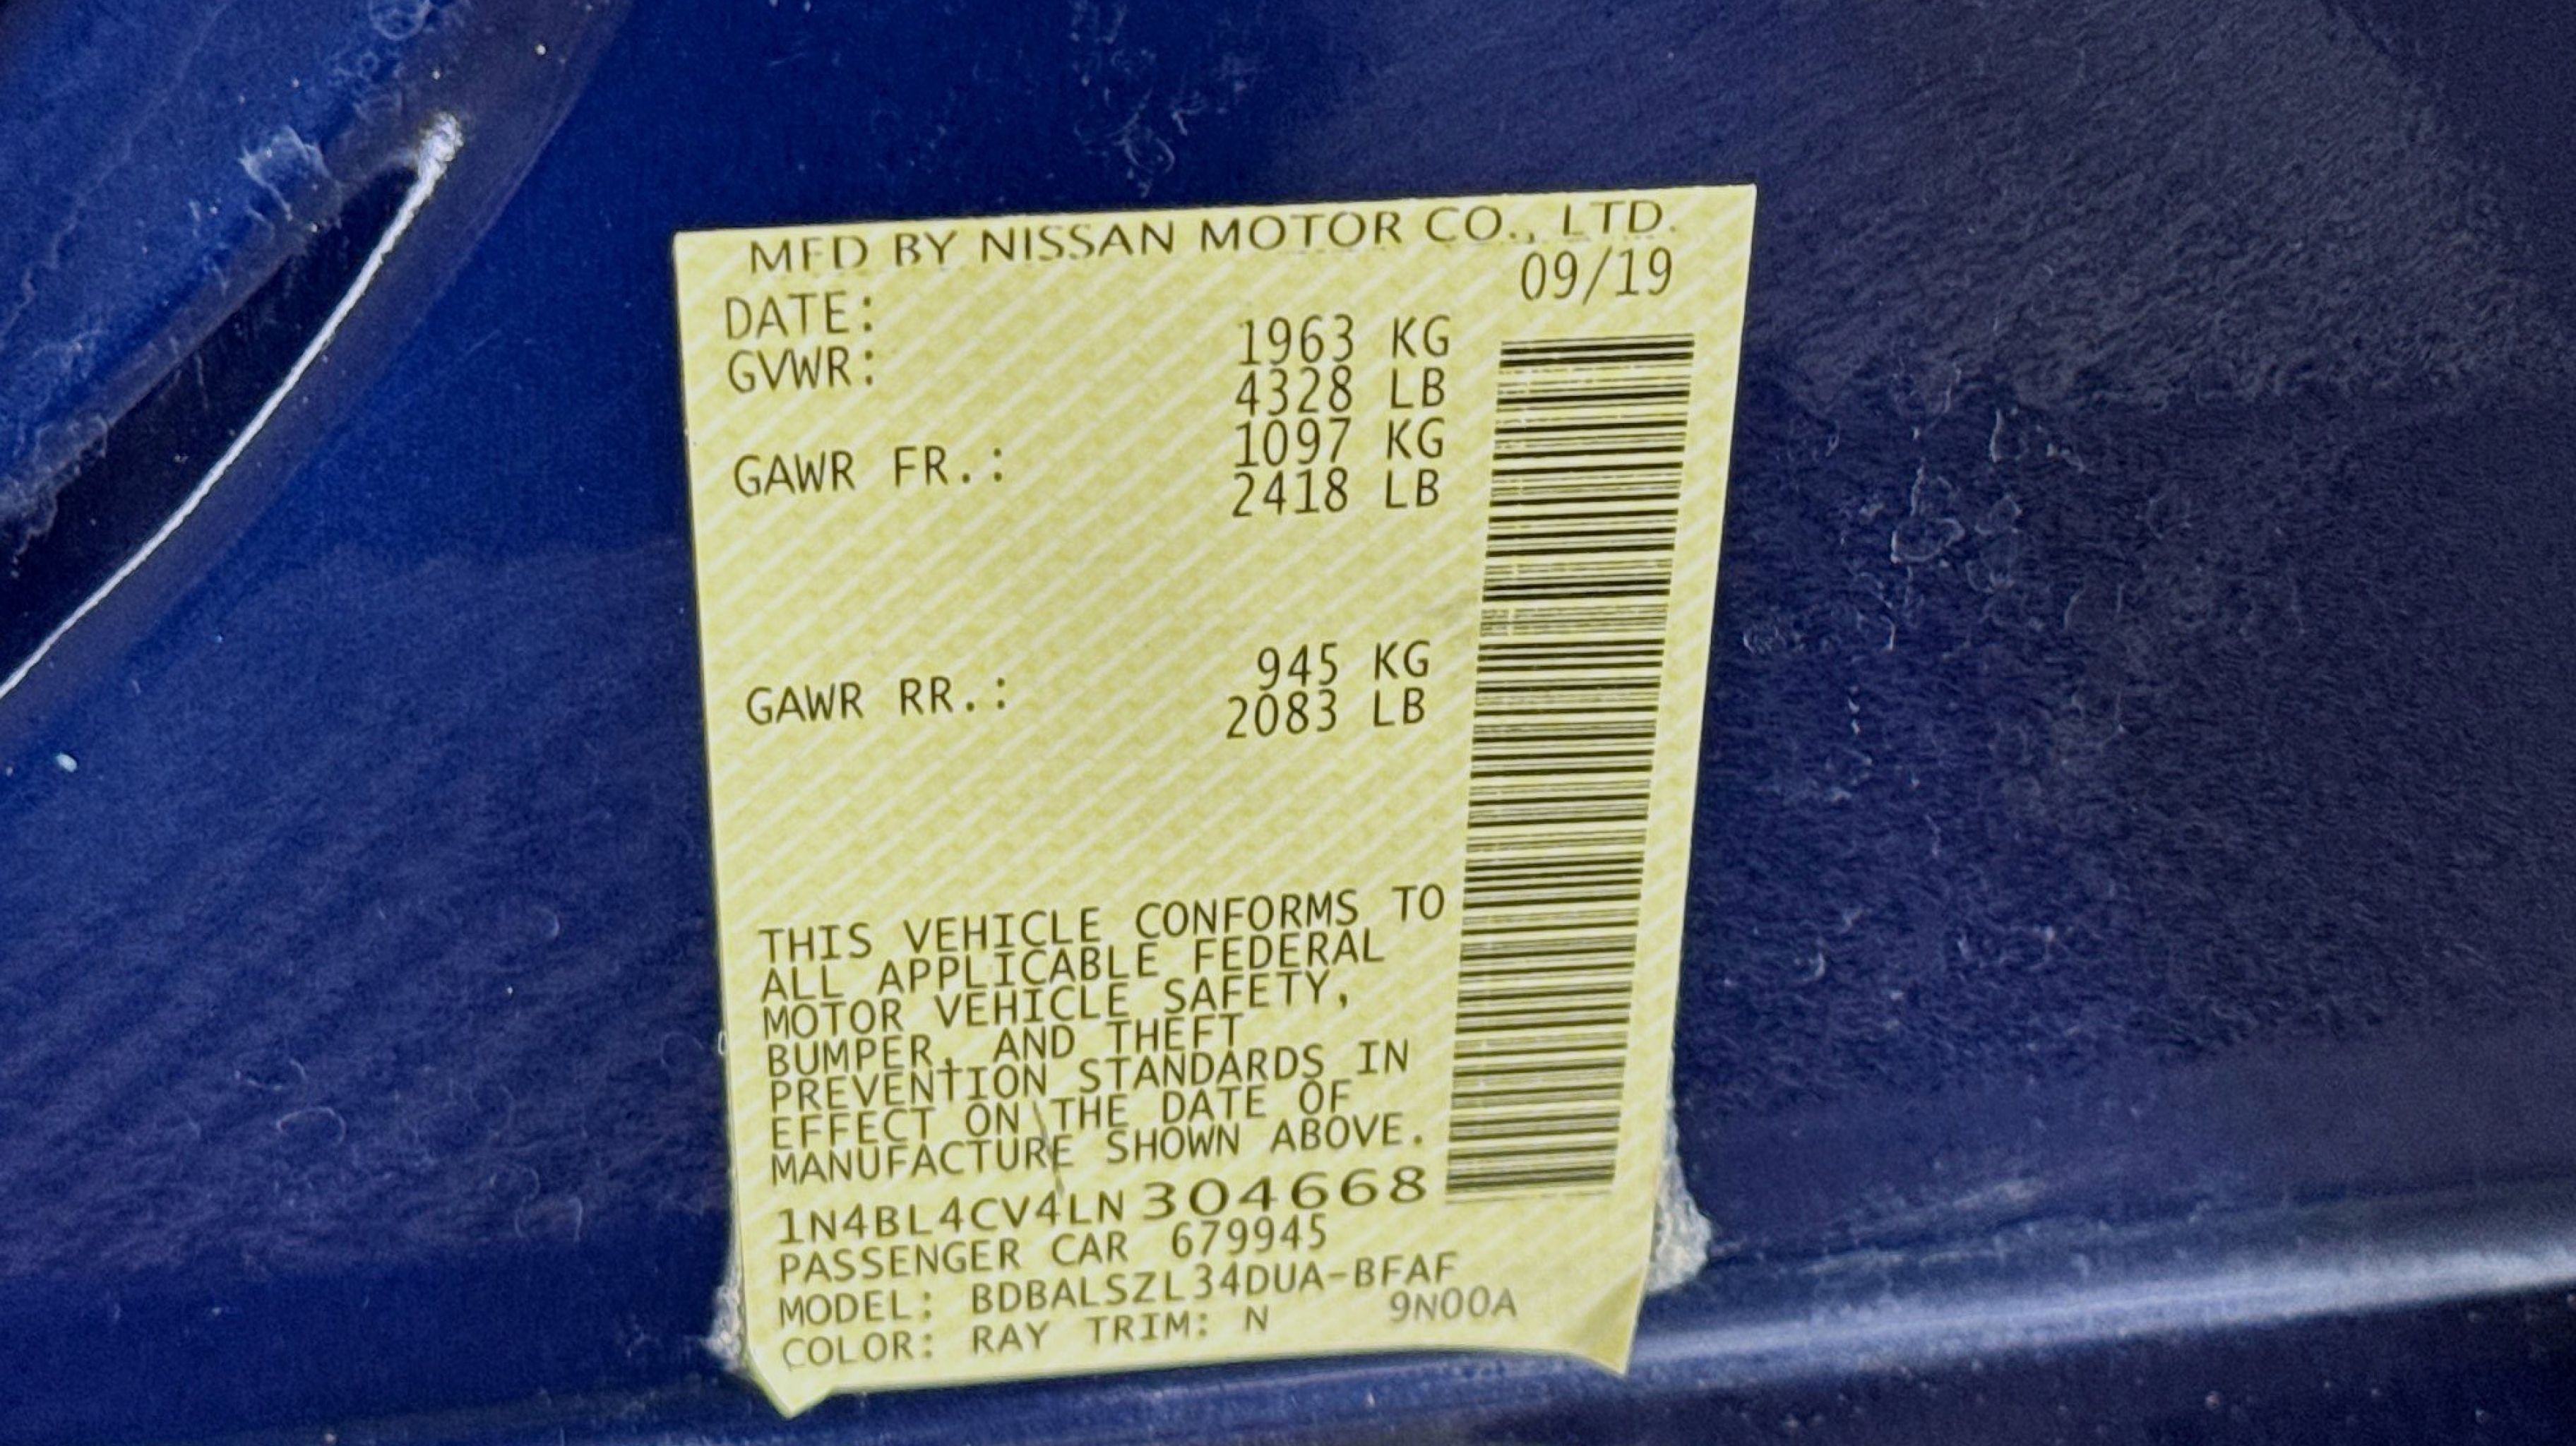 MFD BY NISSAN MOTOR CO., LTD.
DATE: 09/19
GVWR: 1963 KG
4328 LB
GAWR FR.: 1097 KG
2418 LB
GAWR RR.: 945 KG
2083 LB
THIS VEHICLE CONFORMS TO
ALL APPLICABLE FEDERAL
MOTOR VEHICLE SAFETY,
BUMPER, AND THEFT
PREVENTION STANDARDS IN
EFFECT ON THE DATE OF
MANUFACTURE SHOWN ABOVE.
1N4BL4CV4LN304668
PASSENGER CAR 679945
MODEL: BDBALSZL34DUA-BFAF
COLOR: RAY TRIM: N 9N00A